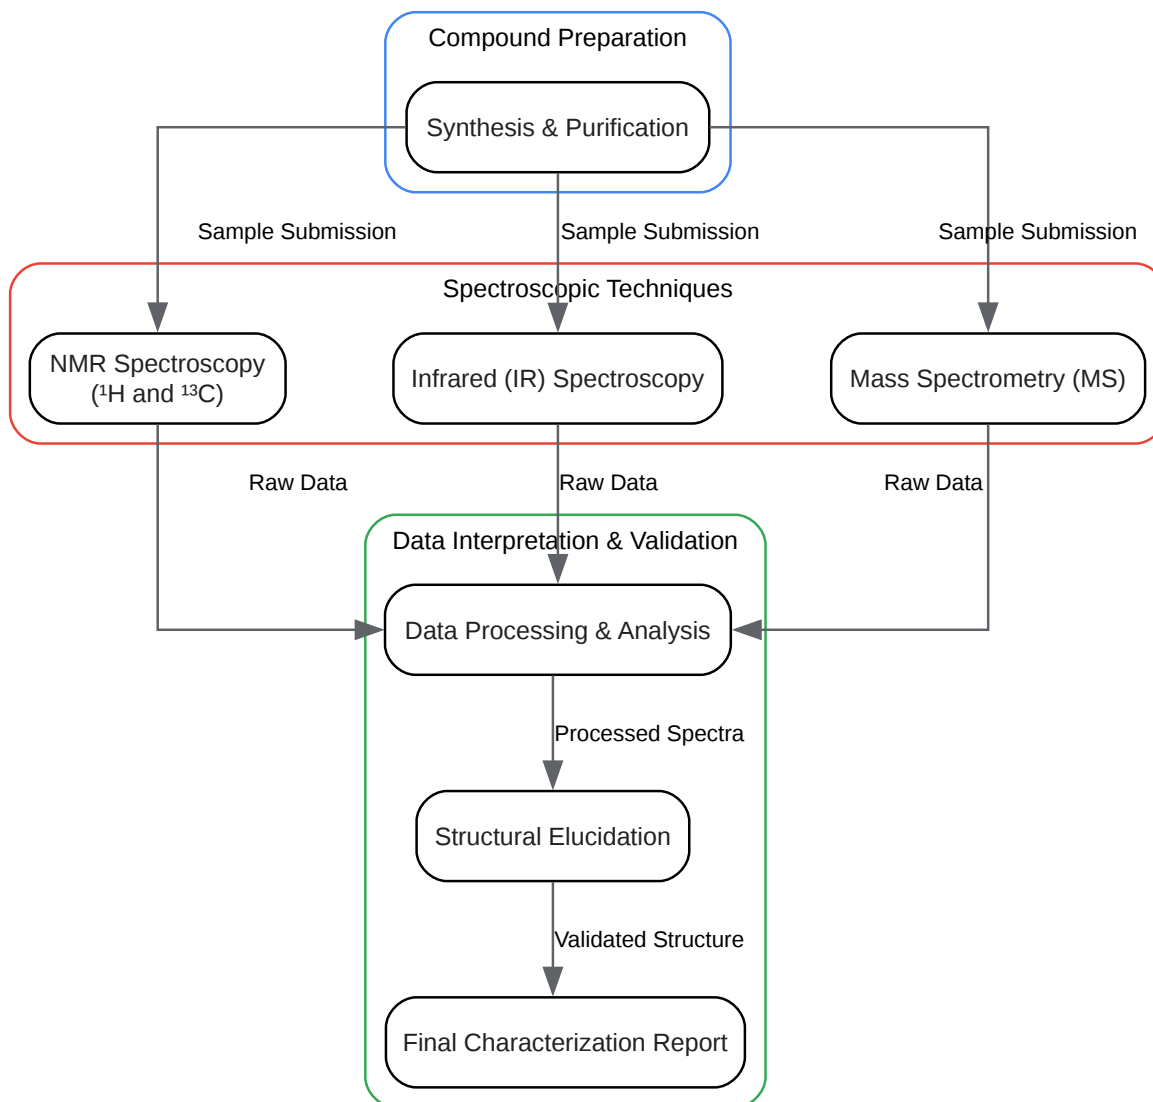 Compound Preparation
Synthesis & Purification
Sample Submission
Sample Submission
Sample Submission
Spectroscopic Techniques
NMR Spectroscopy
(¹H and ¹³C)
Infrared (IR) Spectroscopy
Mass Spectrometry (MS)
Raw Data
Raw Data
Raw Data
Data Interpretation & Validation
Data Processing & Analysis
Processed Spectra
Structural Elucidation
Validated Structure
Final Characterization Report